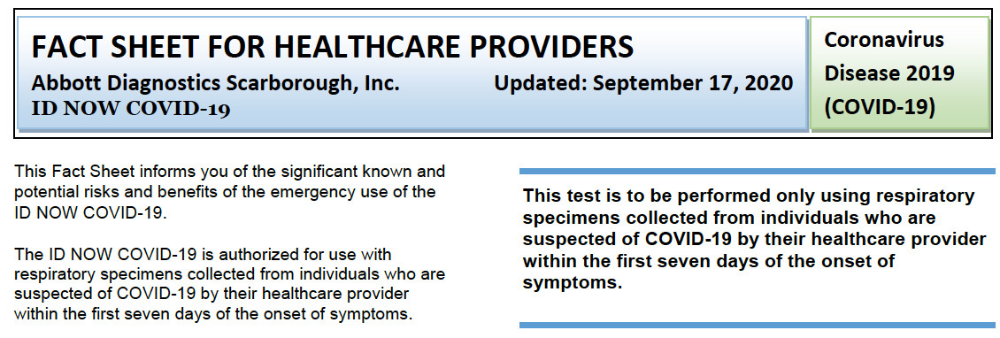 FACT SHEET FOR HEALTHCARE PROVIDERS
Abbott Diagnostics Scarborough, Inc. Updated: September 17, 2020
ID NOW COVID-19
Coronavirus
Disease 2019
(COVID-19)
This Fact Sheet informs you of the significant known and
potential risks and benefits of the emergency use of the
ID NOW COVID-19.
The ID NOW COVID-19 is authorized for use with
respiratory specimens collected from individuals who are
suspected of COVID-19 by their healthcare provider
within the first seven days of the onset of symptoms.
This test is to be performed only using respiratory
specimens collected from individuals who are
suspected of COVID-19 by their healthcare provider
within the first seven days of the onset of
symptoms.